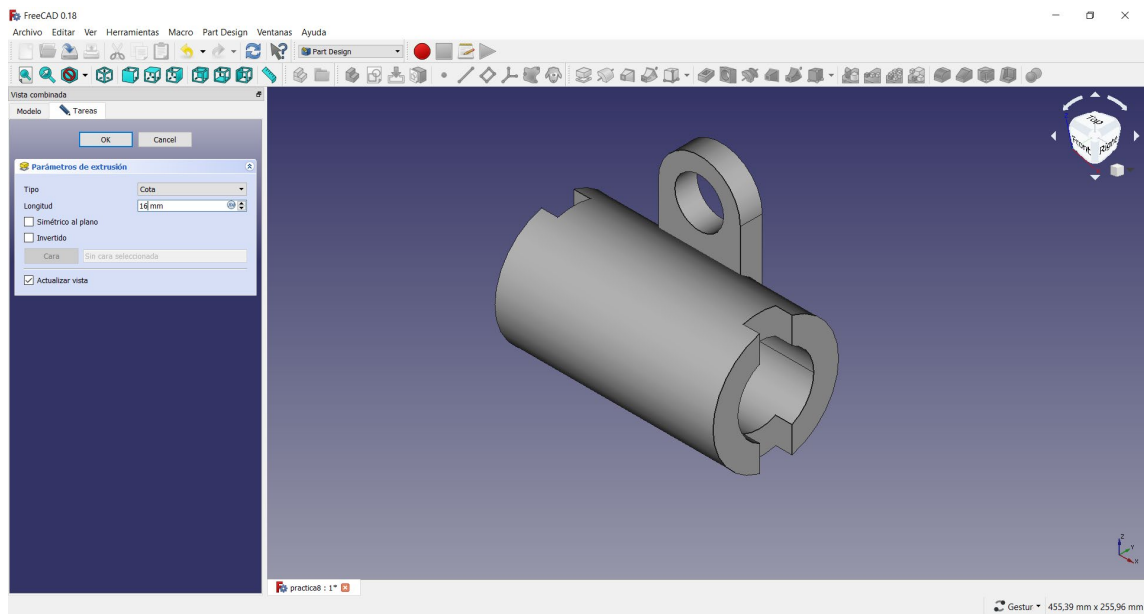 FreeCAD 0.18
Archivo Editar Ver Herramientas Macro Part Design Ventanas Ayuda
Part Design
Vista combinada
Modelo Tareas
OK Cancel
Parámetros de extrusión
Tipo Cota
Longitud 16 mm
Simétrico al plano
Invertido
Cara Sin cara seleccionada
Actualizar vista
Top
Front Right
Z
Y
X
practica8 : 1*
Gestur 455,39 mm x 255,96 mm